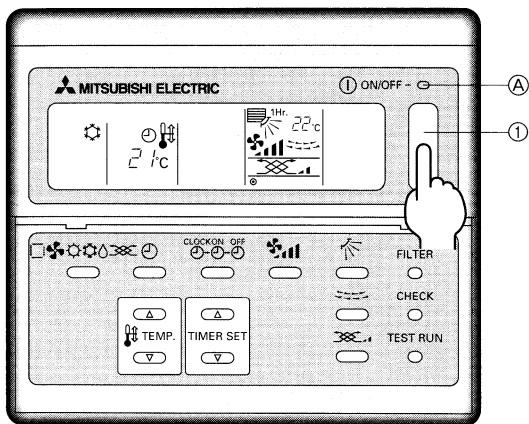 MITSUBISHI ELECTRIC
ON/OFF
A
1
1Hr.
22°C
21°C
CLOCK ON OFF
FILTER
TEMP.
TIMER SET
CHECK
TEST RUN